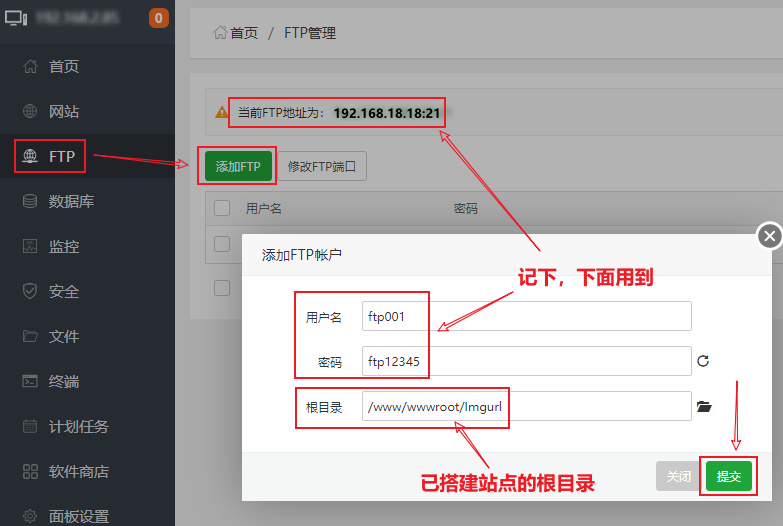 0
首页 / FTP管理
首页
网站
FTP
数据库
监控
安全
文件
终端
计划任务
软件商店
面板设置
当前FTP地址为： 192.168.18.18:21
添加FTP
修改FTP端口
用户名
密码
添加FTP帐户
记下，下面用到
用户名
ftp001
密码
ftp12345
根目录
/www/wwwroot/Imgurl
已搭建站点的根目录
关闭
提交